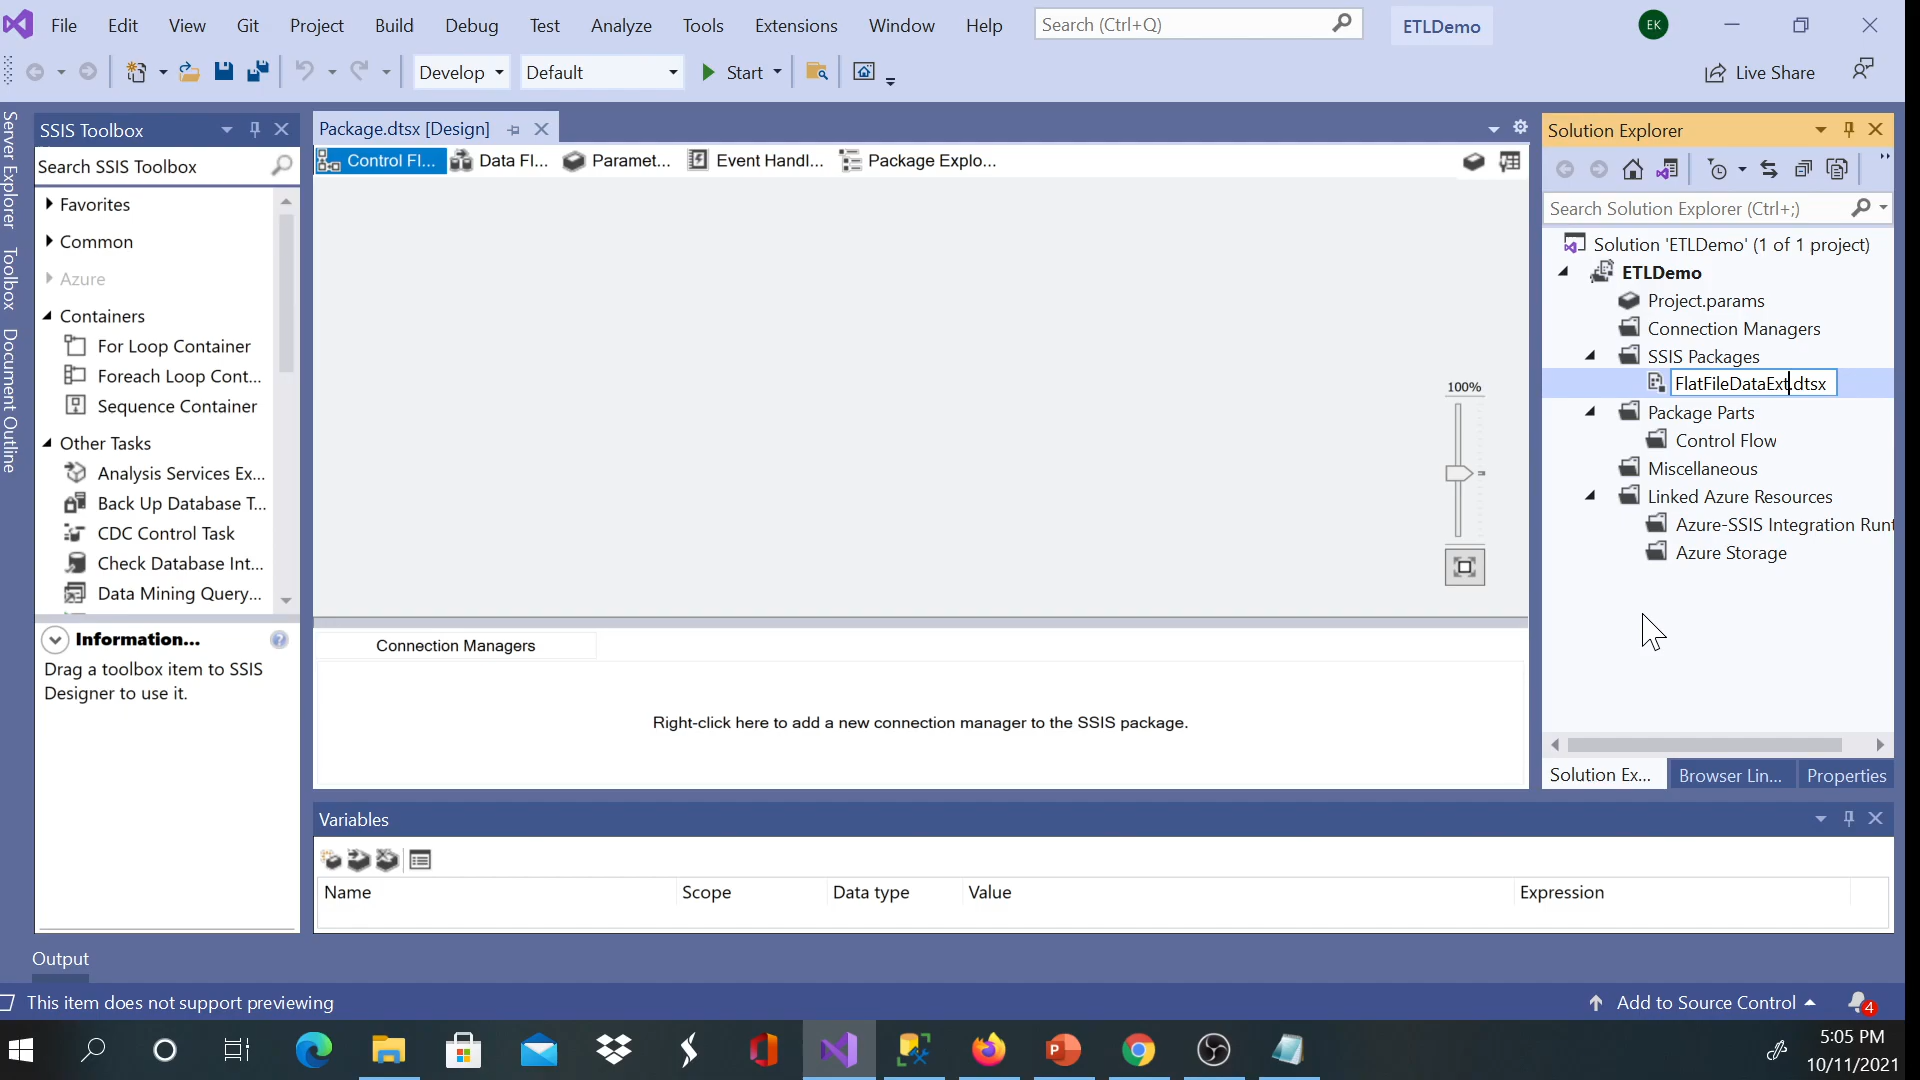 File Edit View Git Project Build Debug Test Analyze Tools Extensions Window Help Search (Ctrl+Q) ETLDemo EK
Develop Default Start Live Share
Server Explorer
Toolbox
Document Outline
SSIS Toolbox
Search SSIS Toolbox
Favorites
Common
Azure
Containers
For Loop Container
Foreach Loop Cont...
Sequence Container
Other Tasks
Analysis Services Ex...
Back Up Database T...
CDC Control Task
Check Database Int...
Data Mining Query...
Information...
Drag a toolbox item to SSIS
Designer to use it.
Package.dtsx [Design]
Control Fl... Data Fl... Paramet... Event Handl... Package Explo...
100%
Connection Managers
Right-click here to add a new connection manager to the SSIS package.
Solution Explorer
Search Solution Explorer (Ctrl+;)
Solution 'ETLDemo' (1 of 1 project)
ETLDemo
Project.params
Connection Managers
SSIS Packages
FlatFileDataExt.dtsx
Package Parts
Control Flow
Miscellaneous
Linked Azure Resources
Azure-SSIS Integration Runt
Azure Storage
Solution Ex... Browser Lin... Properties
Variables
Name Scope Data type Value Expression
Output
This item does not support previewing Add to Source Control 4
5:05 PM
10/11/2021